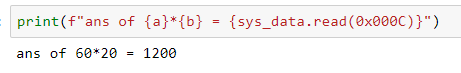 print(f"ans of {a}*{b} = {sys_data.read(0x000C)}")
ans of 60*20 = 1200